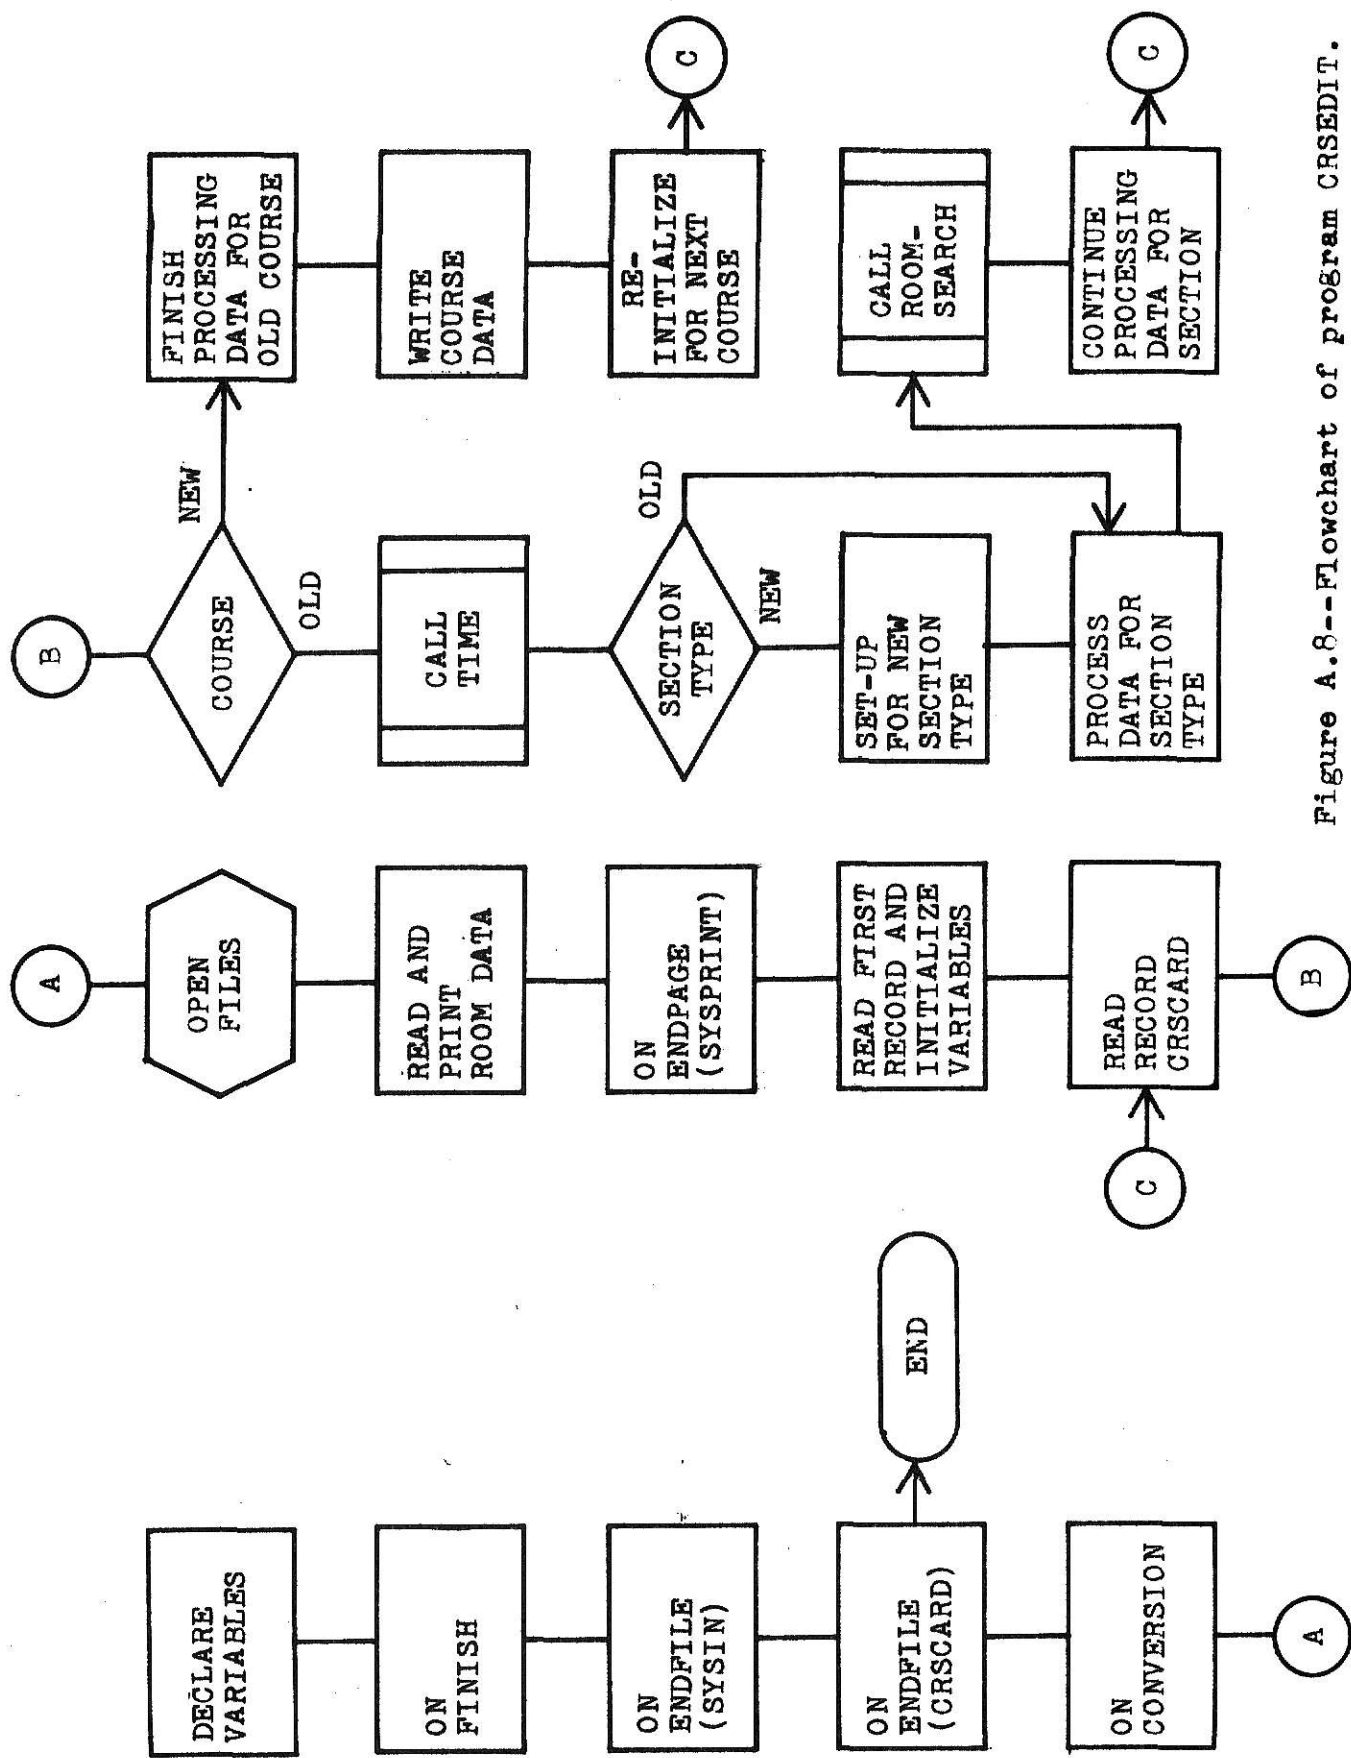 DECLARE
VARIABLES
ON
FINISH
ON
ENDFILE
(SYSIN)
ON
ENDFILE
(CRSCARD)
END
ON
CONVERSION
A
A
OPEN
FILES
READ AND
PRINT
ROOM DATA
ON
ENDPAGE
(SYSPRINT)
READ FIRST
RECORD AND
INITIALIZE
VARIABLES
C
READ
RECORD
CRSCARD
B
B
COURSE
NEW
OLD
CALL
TIME
SECTION
TYPE
OLD
NEW
SET-UP
FOR NEW
SECTION
TYPE
PROCESS
DATA FOR
SECTION
TYPE
FINISH
PROCESSING
DATA FOR
OLD COURSE
WRITE
COURSE
DATA
RE-
INITIALIZE
FOR NEXT
COURSE
C
CALL
ROOM-
SEARCH
CONTINUE
PROCESSING
DATA FOR
SECTION
C
Figure A.8--Flowchart of program CRSEDIT.